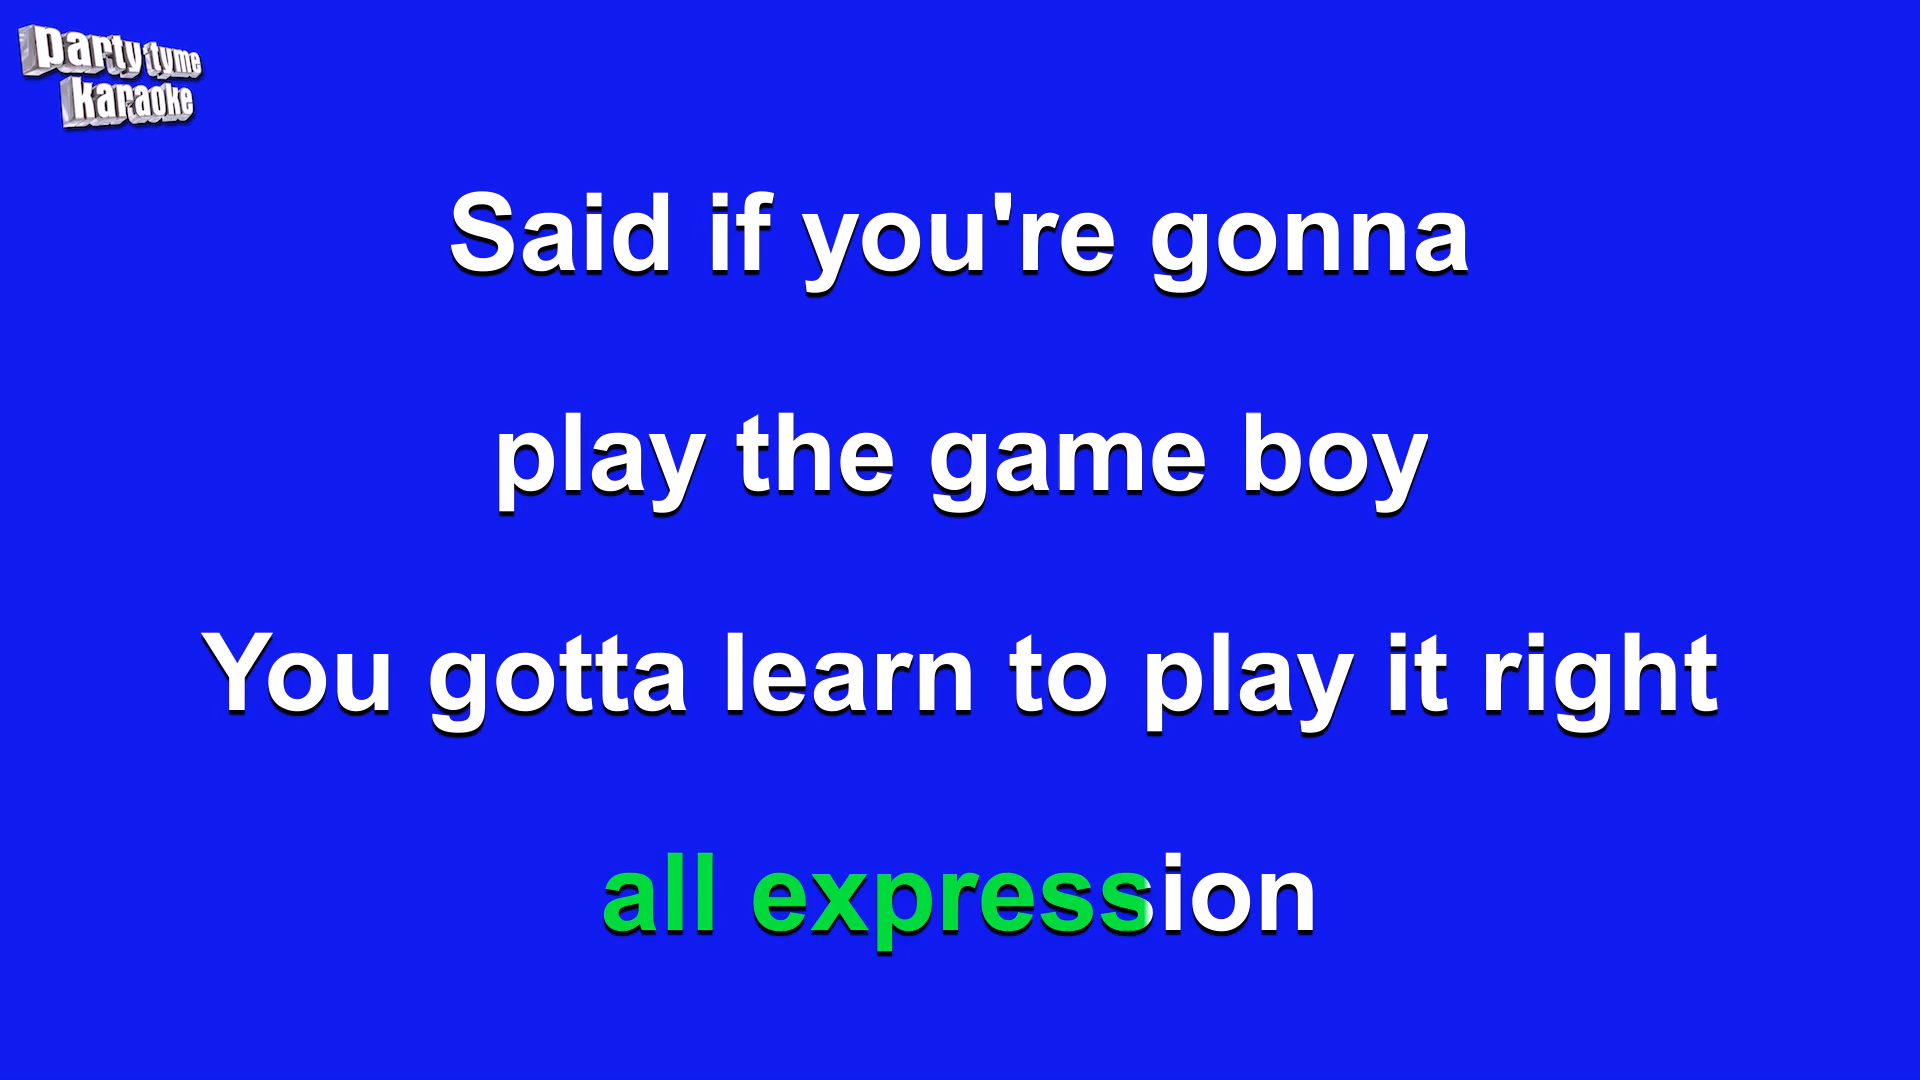 party tyme
karaoke
Said if you're gonna
play the game boy
You gotta learn to play it right
all expression